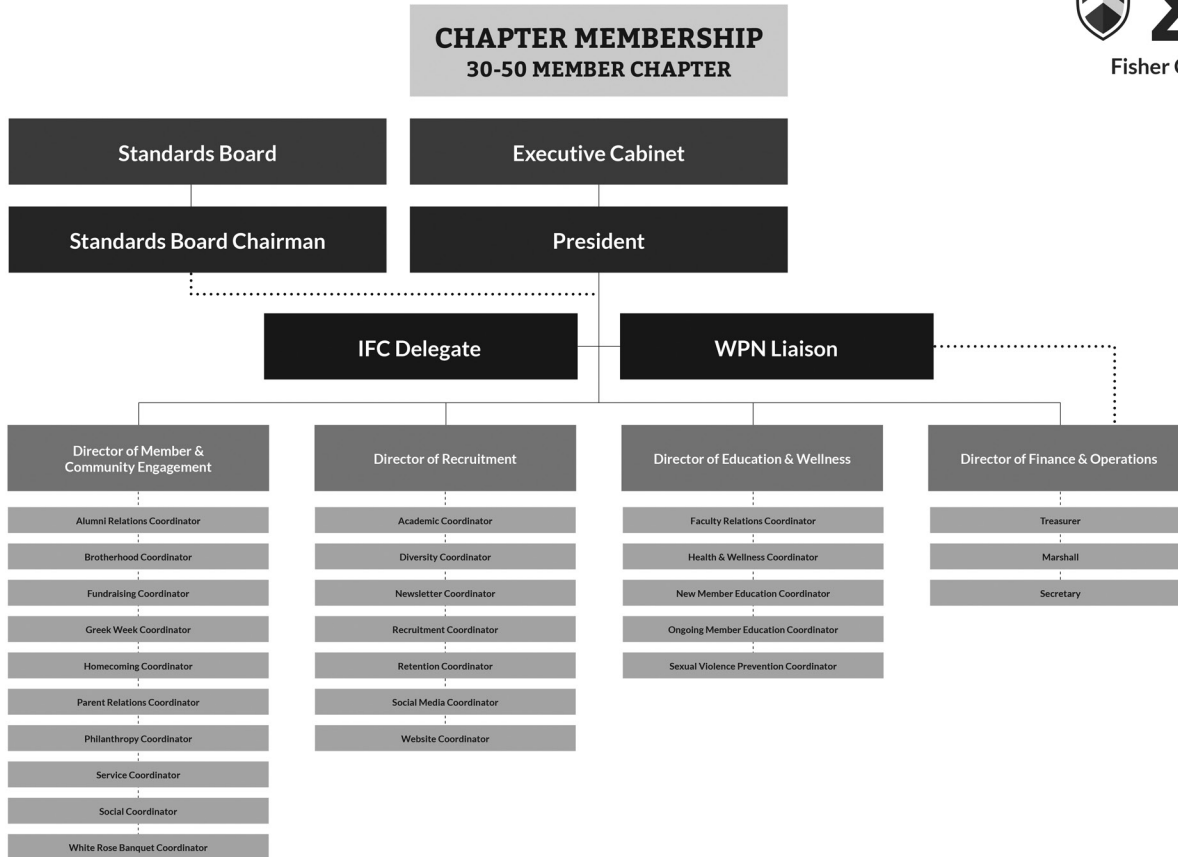 CHAPTER MEMBERSHIP
30-50 MEMBER CHAPTER
Fisher
Standards Board
Executive Cabinet
Standards Board Chairman
President
IFC Delegate
WPN Liaison
Director of Member &
Community Engagement
Alumni Relations Coordinator
Brotherhood Coordinator
Fundraising Coordinator
Greek Week Coordinator
Homecoming Coordinator
Parent Relations Coordinator
Philanthropy Coordinator
Service Coordinator
Social Coordinator
White Rose Banquet Coordinator
Director of Recruitment
Academic Coordinator
Diversity Coordinator
Newsletter Coordinator
Recruitment Coordinator
Retention Coordinator
Social Media Coordinator
Website Coordinator
Director of Education & Wellness
Faculty Relations Coordinator
Health & Wellness Coordinator
New Member Education Coordinator
Ongoing Member Education Coordinator
Sexual Violence Prevention Coordinator
Director of Finance & Operations
Treasurer
Marshall
Secretary